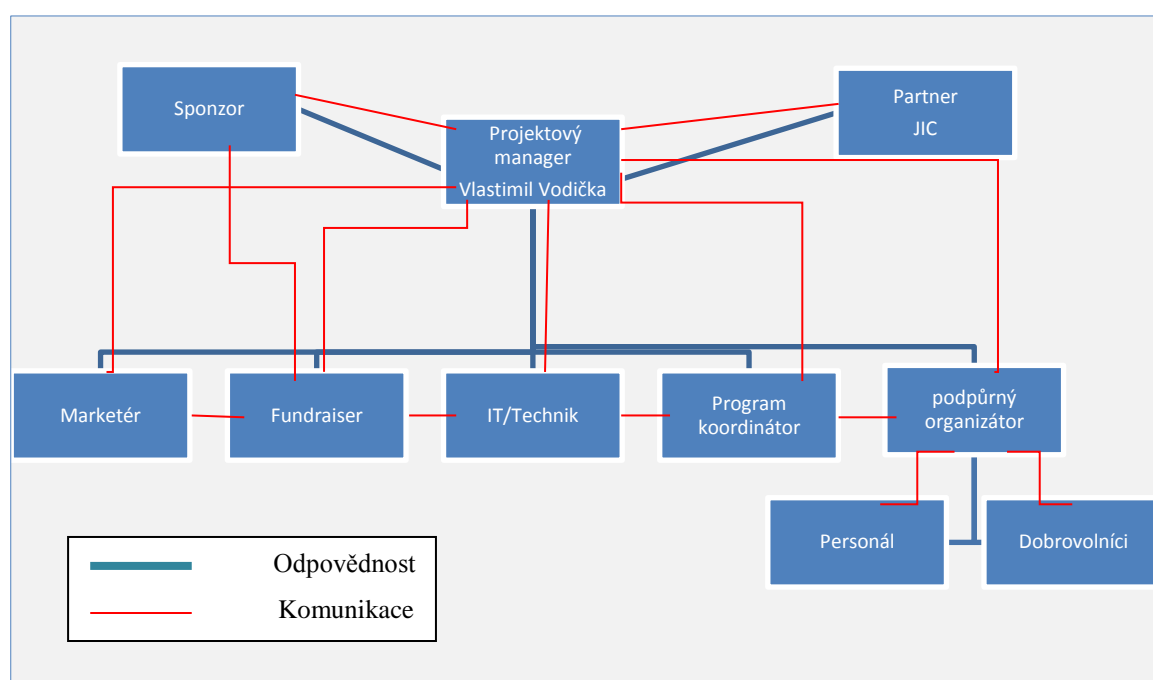 Sponzor
Partner
JIC
Projektový
manager
Vlastimil Vodička
Marketér
Fundraiser
IT/Technik
Program
koordinátor
podpůrný
organizátor
Personál
Dobrovolníci
Odpovědnost
Komunikace